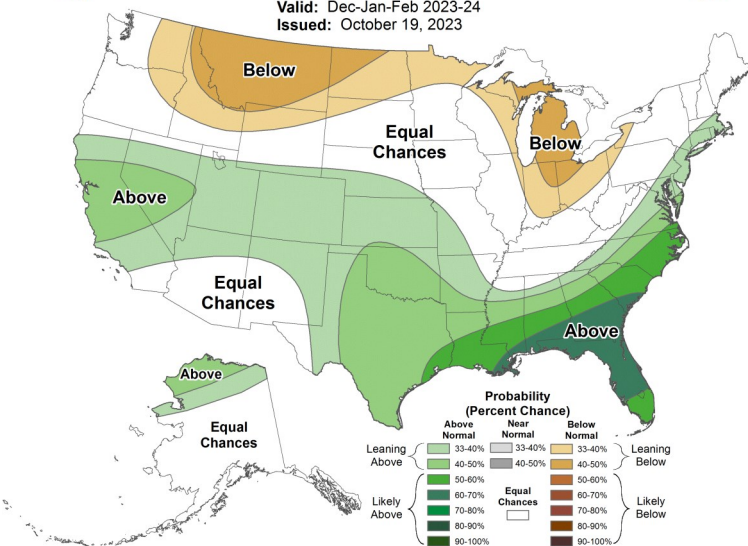 Valid: Dec-Jan-Feb 2023-24
Issued: October 19, 2023
Below
Equal
Chances
Below
Above
Equal
Chances
Above
Above
Equal
Chances
Probability
(Percent Chance)
Above
Normal
Near
Normal
Below
Normal
Leaning
Above
33-40%
33-40%
33-40%
Leaning
Below
40-50%
40-50%
40-50%
Likely
Above
50-60%
60-70%
70-80%
80-90%
90-100%
Equal
Chances
50-60%
60-70%
70-80%
80-90%
90-100%
Likely
Below